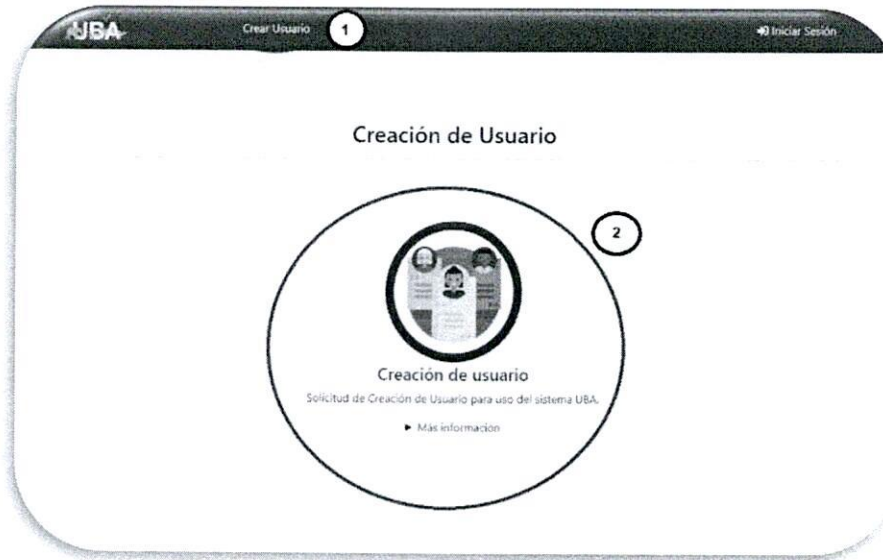 UBA
Crear Usuario
1
Iniciar Sesión
Creación de Usuario
2
Creación de usuario
Solicitud de Creación de Usuario para uso del sistema UBA.
Más informacion